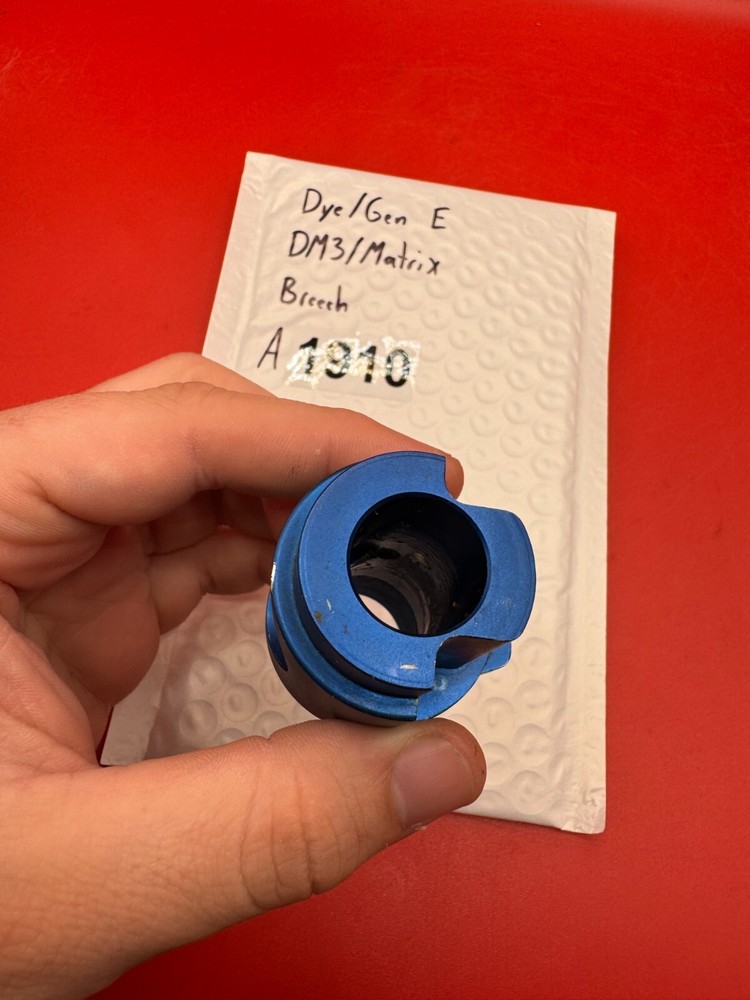 Dye/Gen E
DM3/Matrix
Breech
A 1910